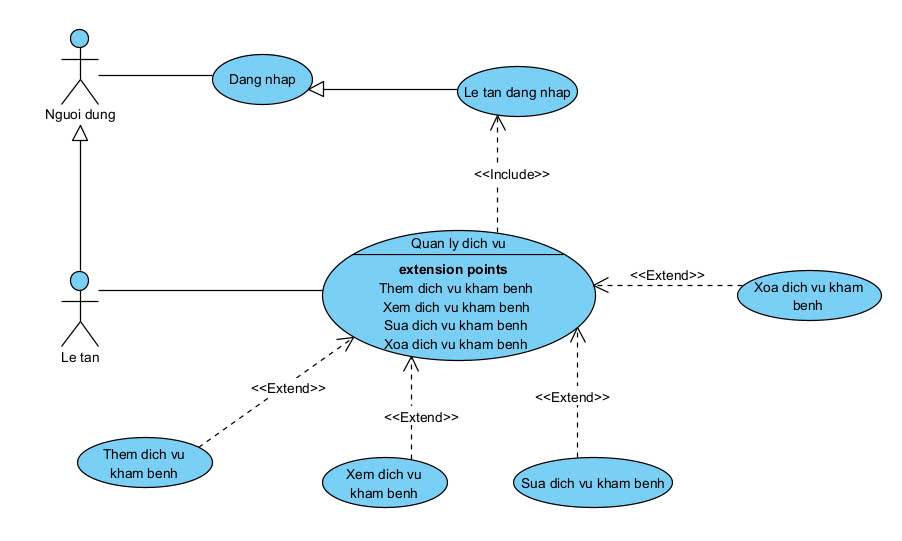 Nguoi dung
Dang nhap
Le tan dang nhap
<<Include>>
Quan ly dich vu
extension points
Them dich vu kham benh
Xem dich vu kham benh
Sua dich vu kham benh
Xoa dich vu kham benh
<<Extend>>
Xoa dich vu kham
benh
Le tan
<<Extend>>
<<Extend>>
<<Extend>>
Them dich vu
kham benh
Xem dich vu
kham benh
Sua dich vu kham benh